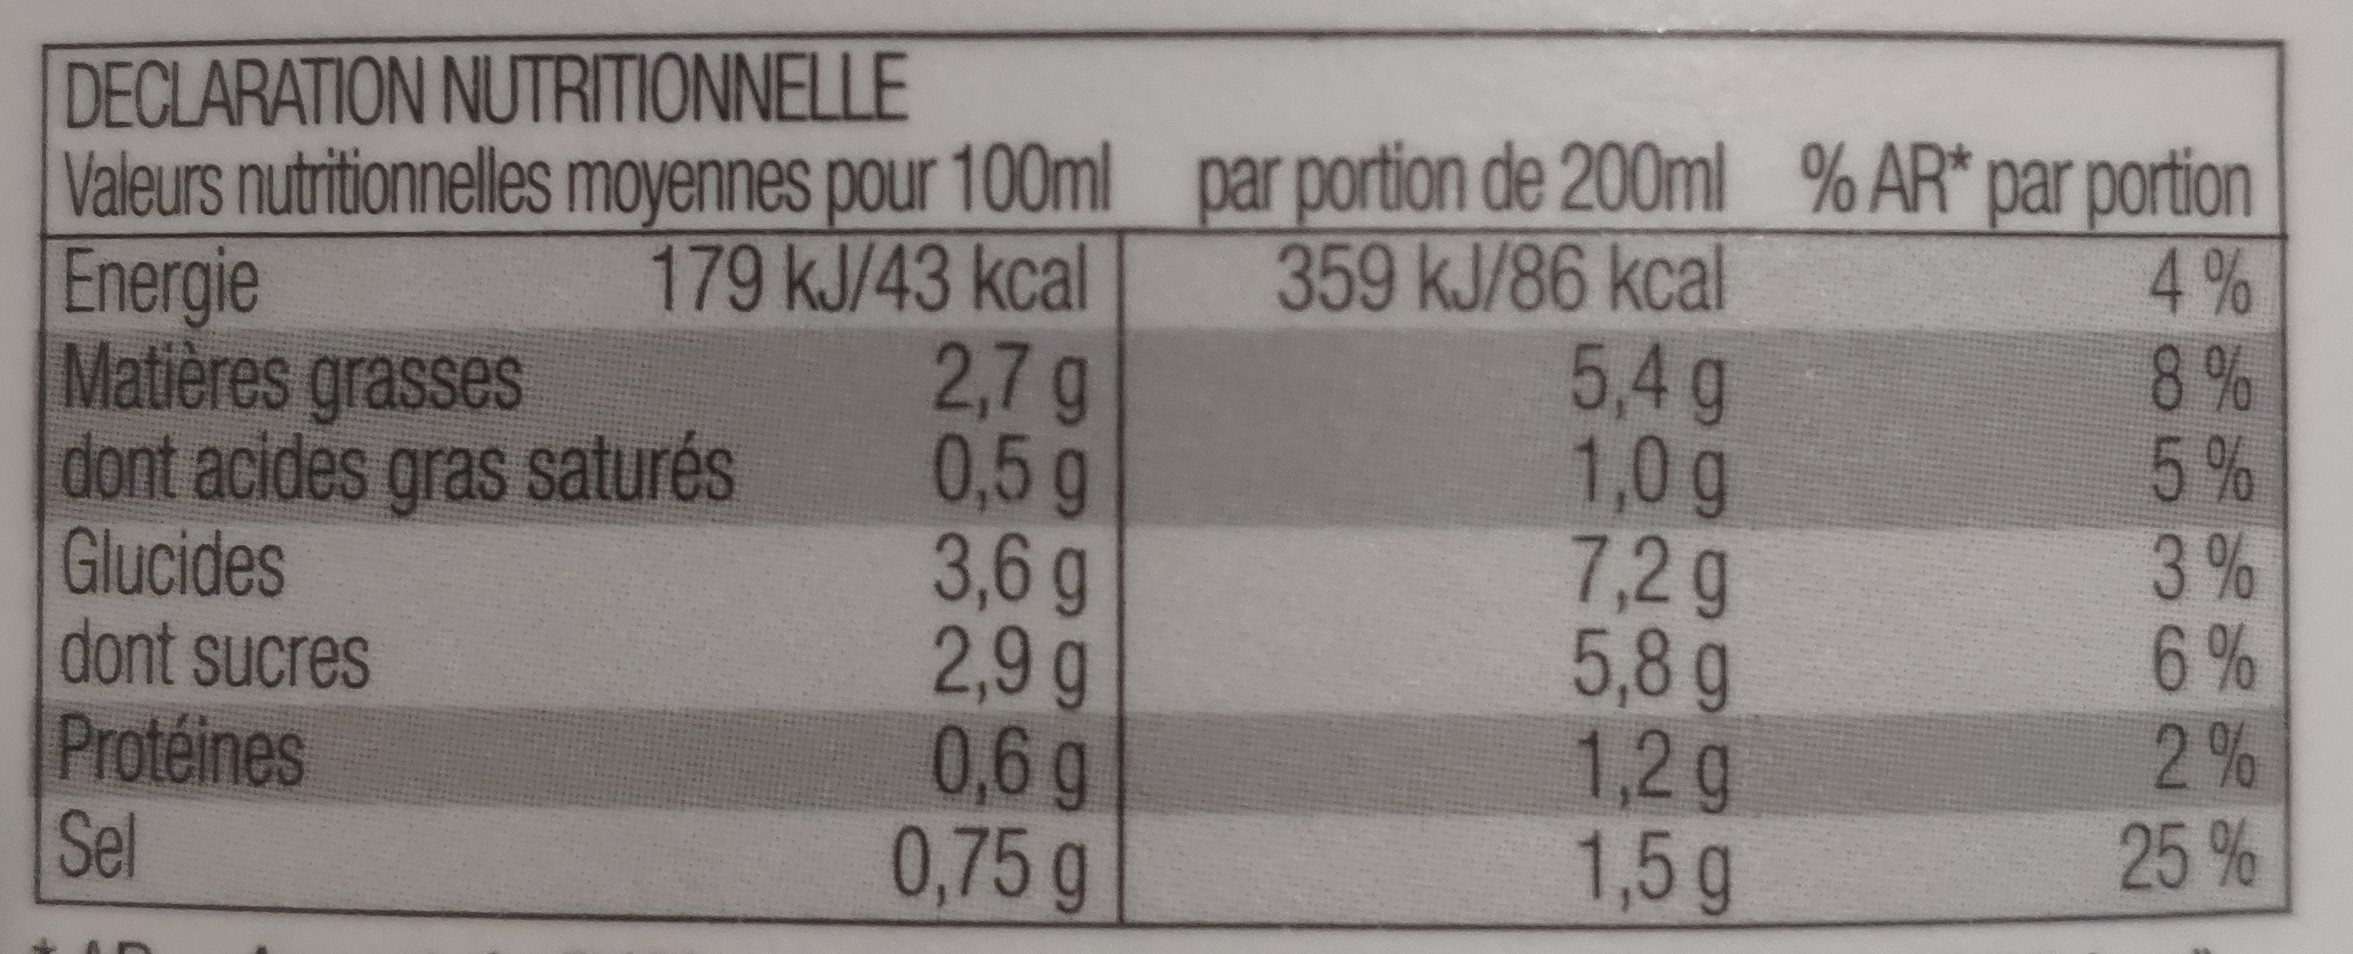 DECLARATION NUTRITIONNELLE
Valeurs nutritionnelles moyennes pour 100ml par portion de 200ml % AR* par portion
Energie 179 kJ/43 kcal 359 kJ/86 kcal 4 %
Matières grasses 2,7 g 5,4 g 8 %
dont acides gras saturés 0,5 g 1,0 g 5 %
Glucides 3,6 g 7,2 g 3 %
dont sucres 2,9 g 5,8 g 6 %
Protéines 0,6 g 1,2 g 2 %
Sel 0,75 g 1,5 g 25 %